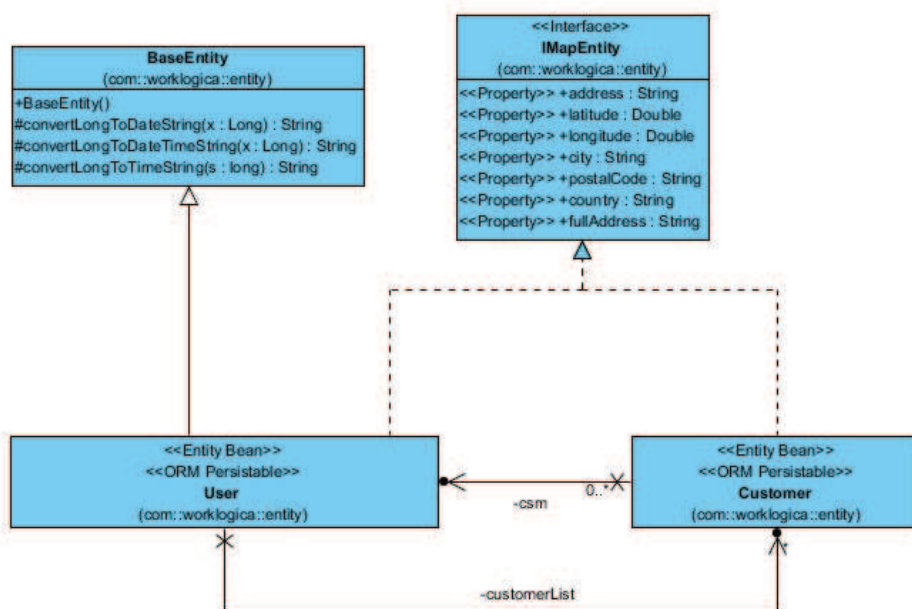 BaseEntity
(com::worklogica::entity)
+BaseEntity()
#convertLongToDateString(x : Long) : String
#convertLongToDateTimeString(x : Long) : String
#convertLongToTimeString(s : long) : String
<<Interface>>
IMapEntity
(com::worklogica::entity)
<<Property>> +address : String
<<Property>> +latitude : Double
<<Property>> +longitude : Double
<<Property>> +city : String
<<Property>> +postalCode : String
<<Property>> +country : String
<<Property>> +fullAddress : String
<<Entity Bean>>
<<ORM Persistable>>
User
(com::worklogica::entity)
-csm
0..*
<<Entity Bean>>
<<ORM Persistable>>
Customer
(com::worklogica::entity)
*
-customerList